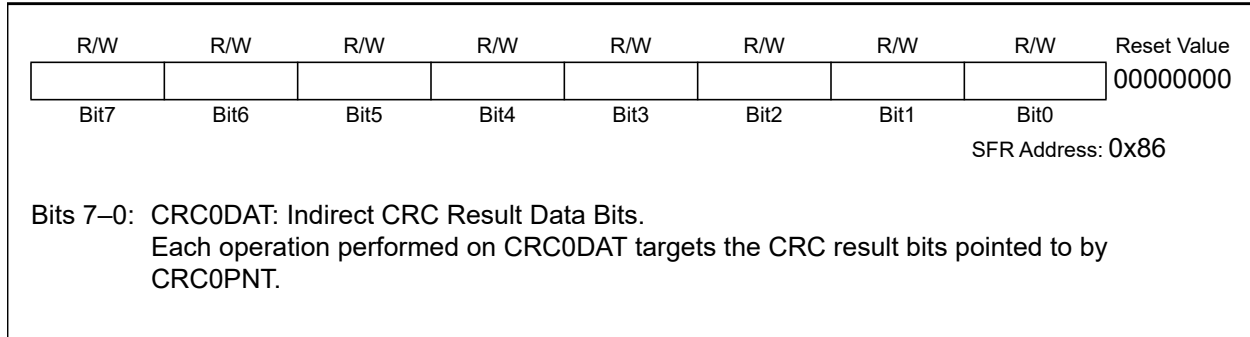 R/W R/W R/W R/W R/W R/W R/W R/W Reset Value
00000000
Bit7 Bit6 Bit5 Bit4 Bit3 Bit2 Bit1 Bit0
SFR Address: 0x86
Bits 7–0: CRC0DAT: Indirect CRC Result Data Bits.
Each operation performed on CRC0DAT targets the CRC result bits pointed to by
CRC0PNT.